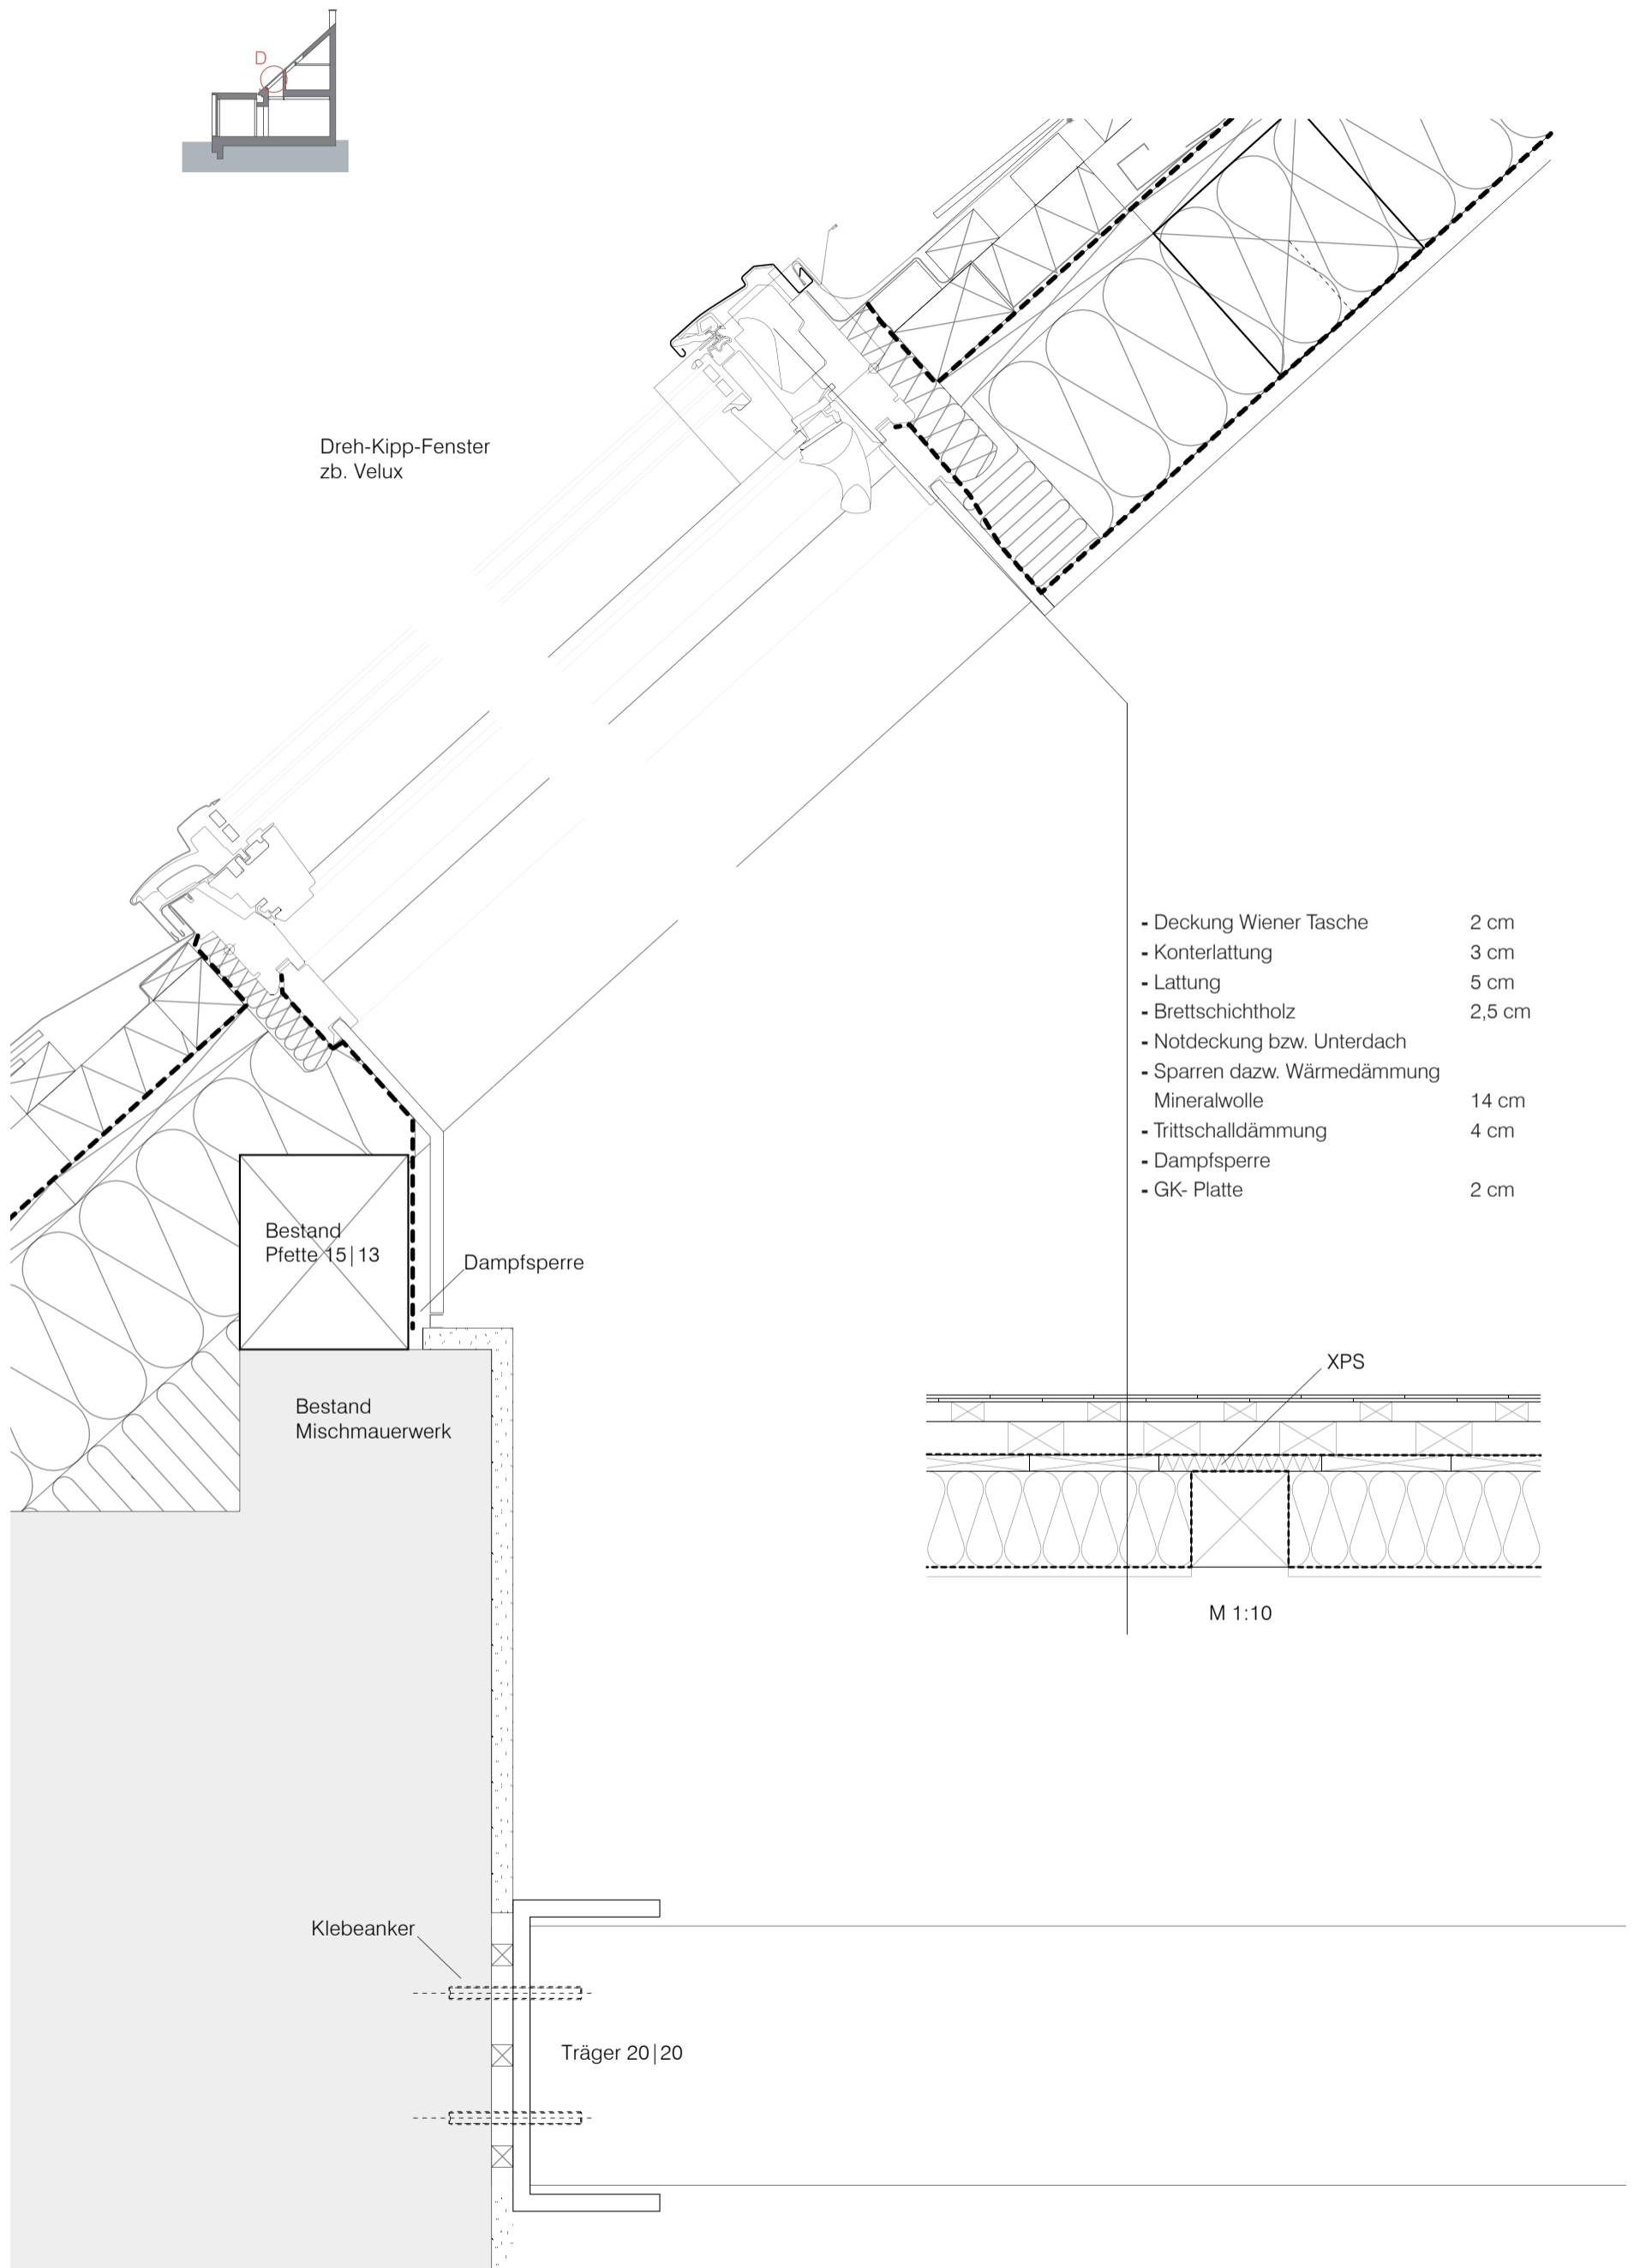 D
Dreh-Kipp-Fenster
zb. Velux
- Deckung Wiener Tasche 2 cm
- Konterlattung 3 cm
- Lattung 5 cm
- Brettschichtholz 2,5 cm
- Notdeckung bzw. Unterdach
- Sparren dazw. Wärmedämmung
Mineralwolle 14 cm
- Trittschalldämmung 4 cm
- Dampfsperre
- GK- Platte 2 cm
Bestand
Pfette 15|13
Dampfsperre
XPS
Bestand
Mischmauerwerk
M 1:10
Klebeanker
Träger 20|20